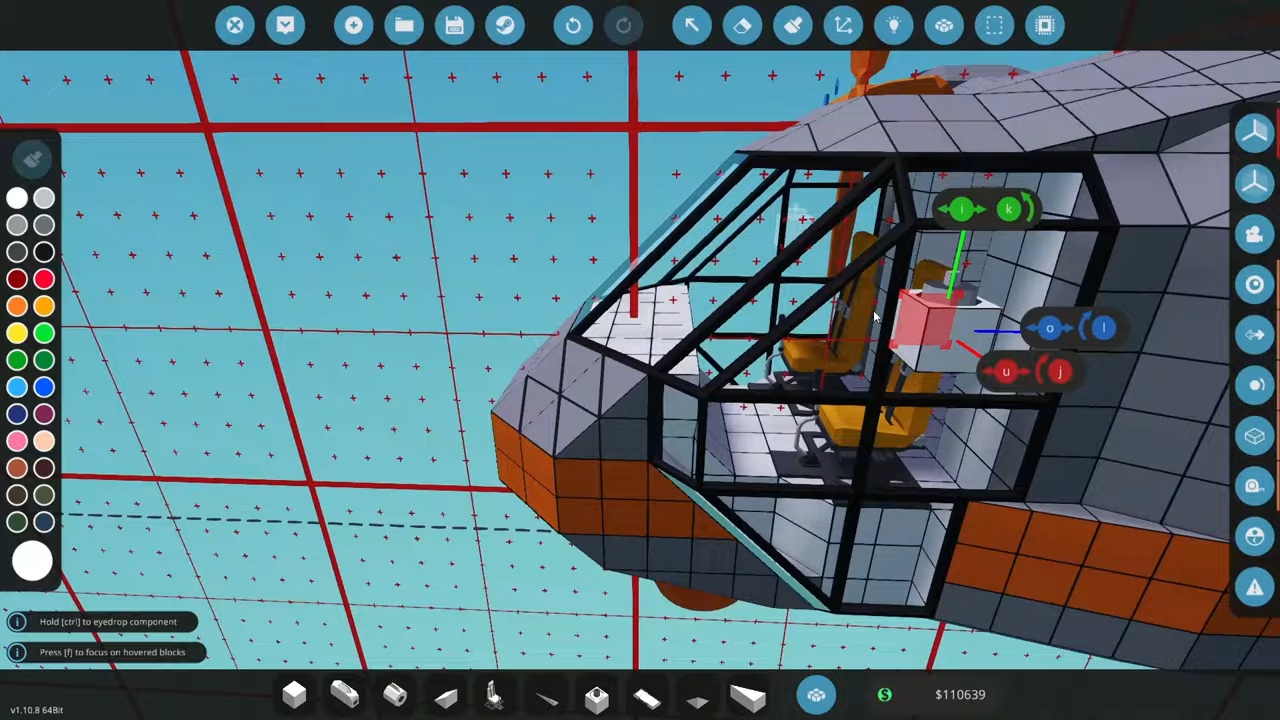 i k
o l
u j
Hold [ctrl] to eyedrop component
Press [f] to focus on hovered blocks
$ $110639
v1.10.8 64Bit